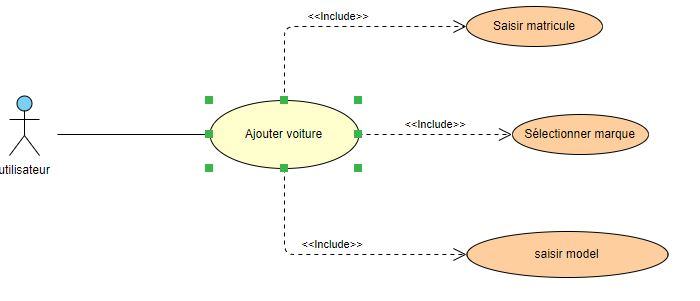 <<Include>>
Saisir matricule
<<Include>>
Ajouter voiture
Sélectionner marque
utilisateur
<<Include>>
saisir model